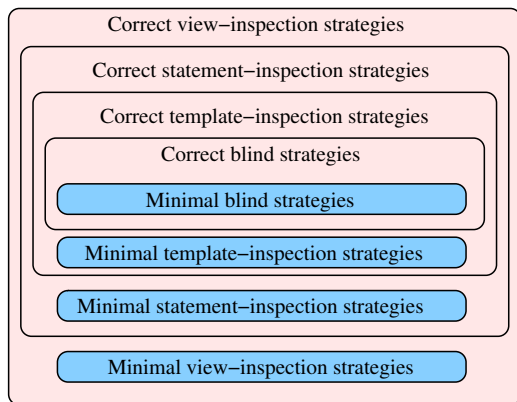 Correct view−inspection strategies
Correct statement−inspection strategies
Correct template−inspection strategies
Correct blind strategies
Minimal blind strategies
Minimal template−inspection strategies
Minimal statement−inspection strategies
Minimal view−inspection strategies